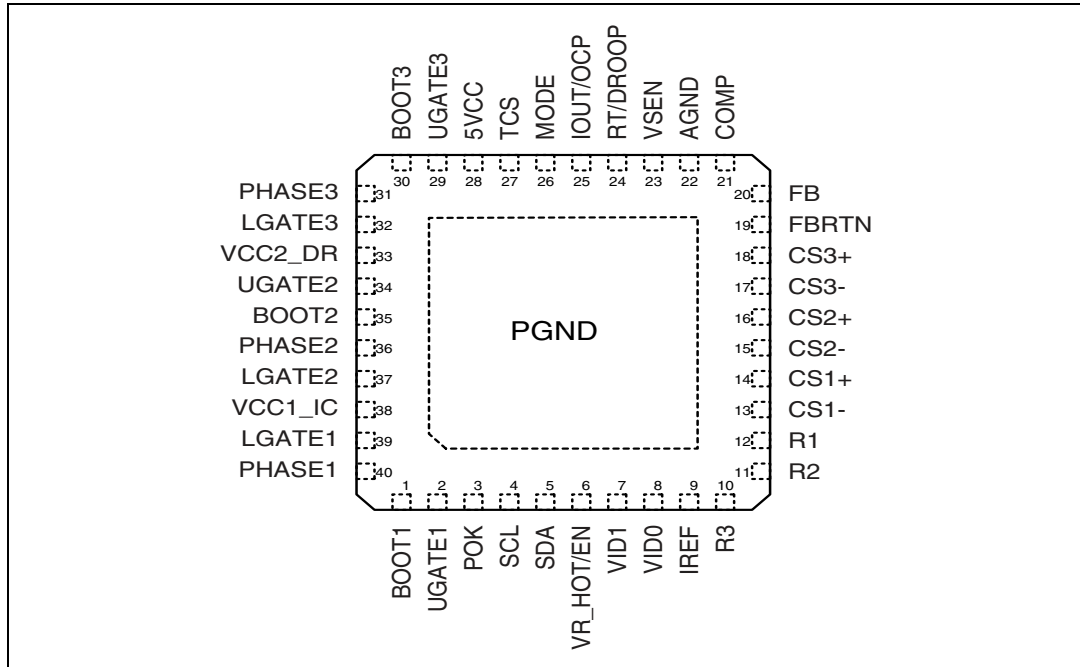 BOOT3
UGATE3
5VCC
TCS
MODE
IOUT/OCP
RT/DROOP
VSEN
AGND
COMP
30 29 28 27 26 25 24 23 22 21
PHASE3 31
LGATE3 32
VCC2_DR 33
UGATE2 34
BOOT2 35
PHASE2 36
LGATE2 37
VCC1_IC 38
LGATE1 39
PHASE1 40
PGND
20 FB
19 FBRTN
18 CS3+
17 CS3-
16 CS2+
15 CS2-
14 CS1+
13 CS1-
12 R1
11 R2
1 2 3 4 5 6 7 8 9 10
BOOT1
UGATE1
POK
SCL
SDA
VR_HOT/EN
VID1
VID0
IREF
R3